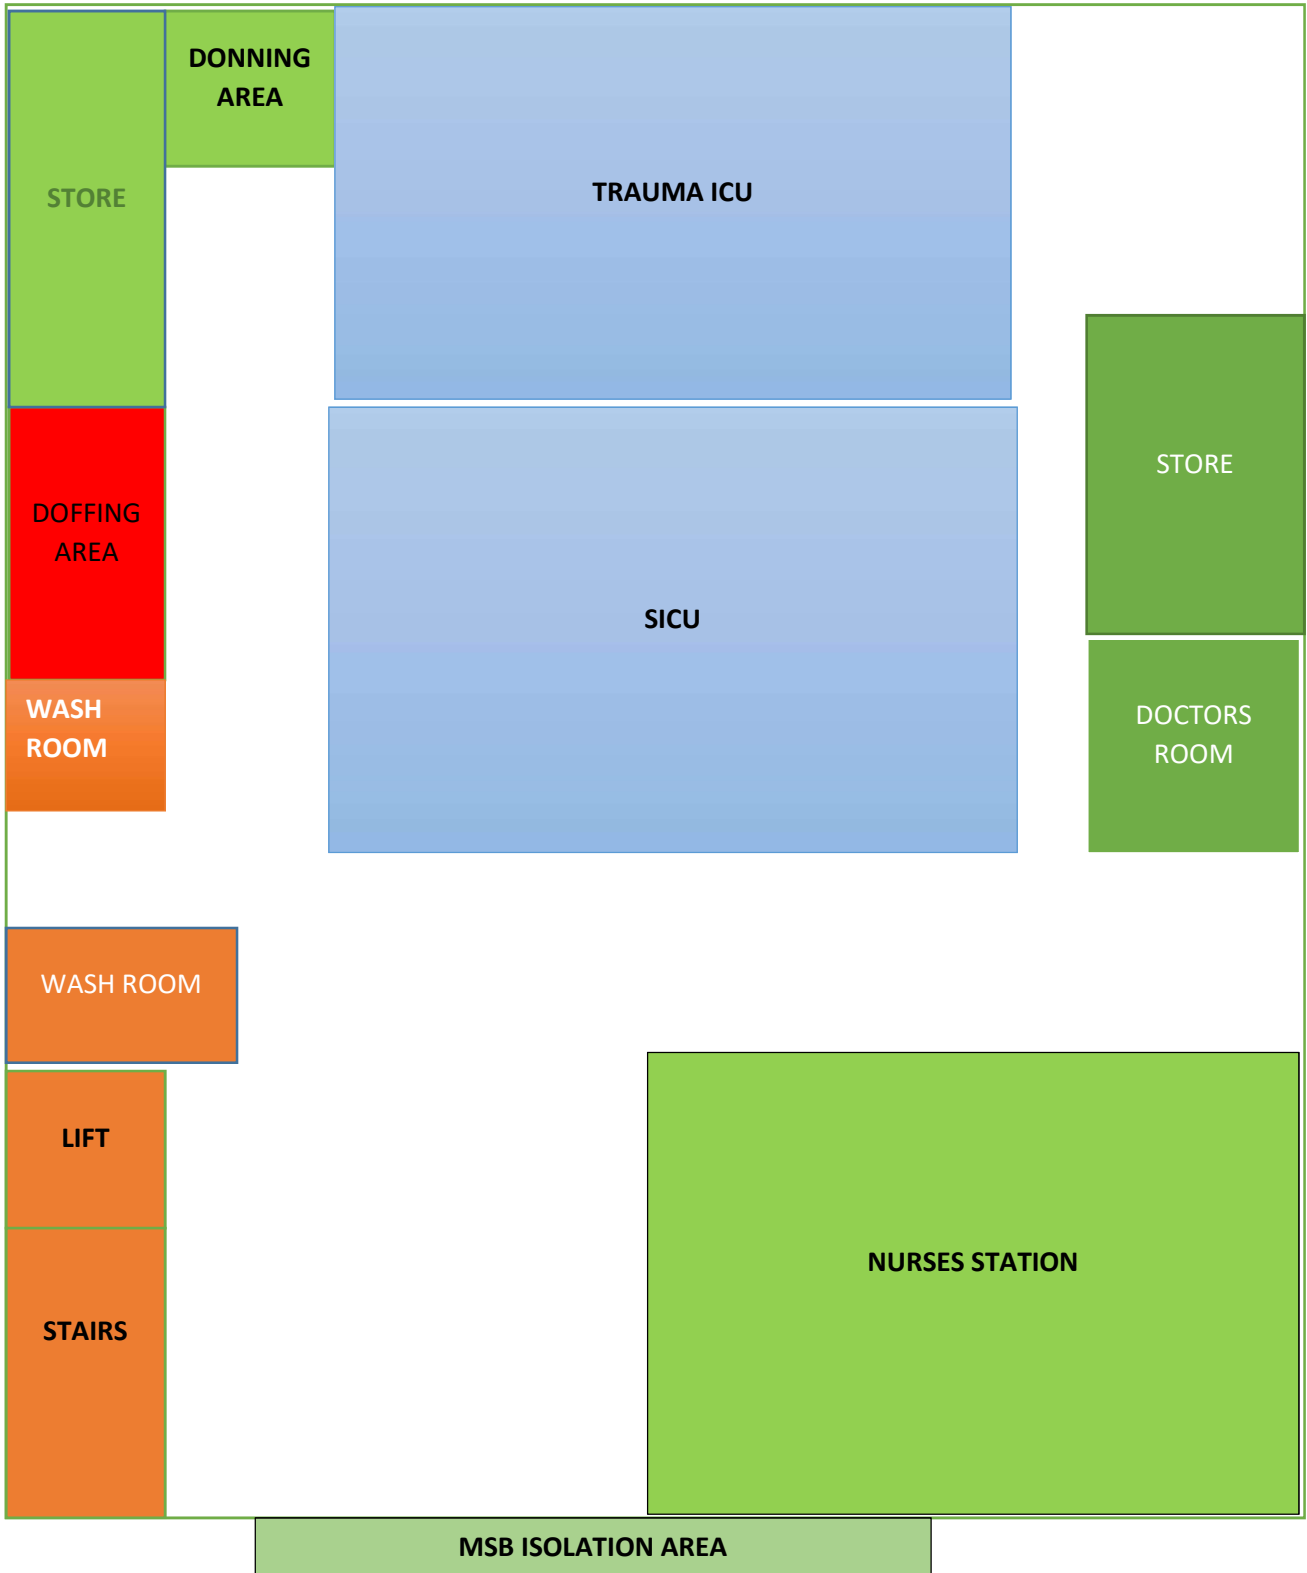 DONNING
AREA
STORE
TRAUMA ICU
STORE
DOFFING
AREA
SICU
WASH
ROOM
DOCTORS
ROOM
WASH ROOM
LIFT
NURSES STATION
STAIRS
MSB ISOLATION AREA